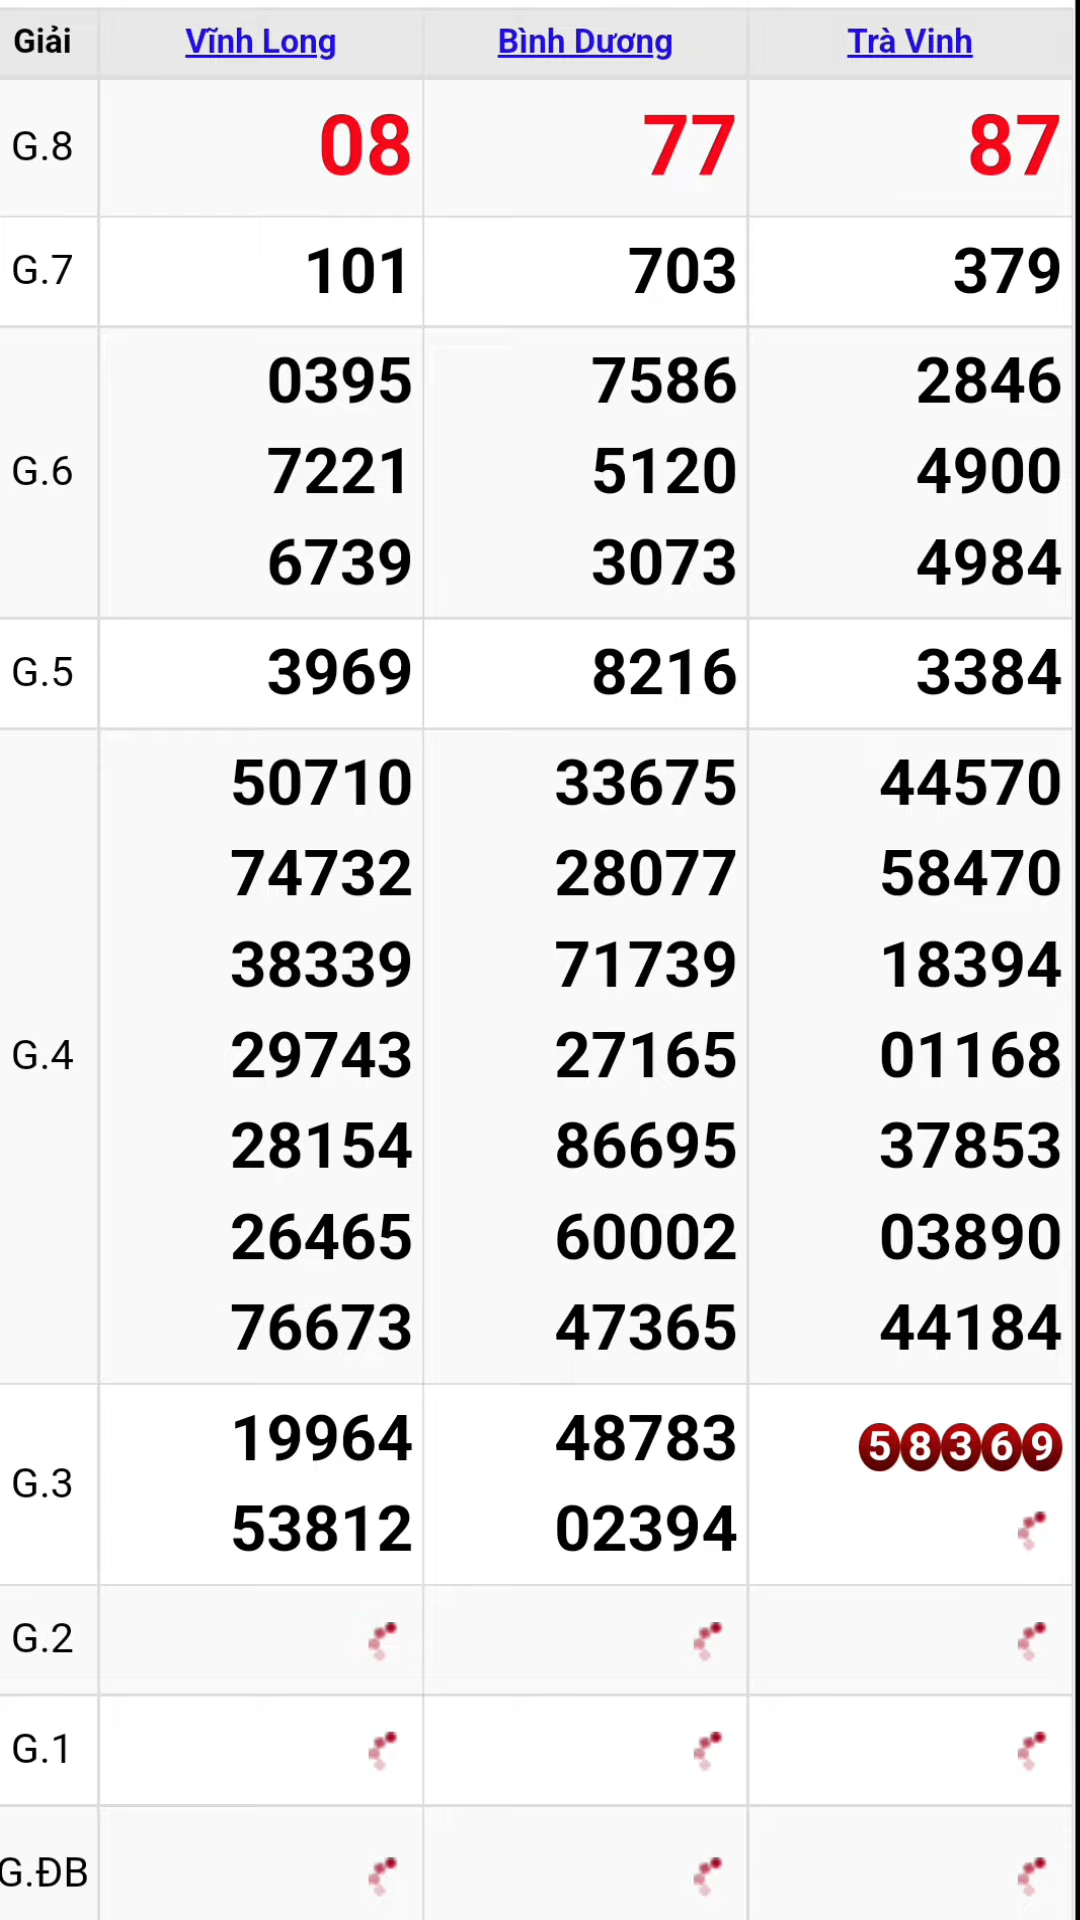 Giải Vĩnh Long Bình Dương Trà Vinh
G.8 08 77 87
G.7 101 703 379
0395 7586 2846
G.6 7221 5120 4900
6739 3073 4984
G.5 3969 8216 3384
50710 33675 44570
74732 28077 58470
38339 71739 18394
G.4 29743 27165 01168
28154 86695 37853
26465 60002 03890
76673 47365 44184
G.3
19964 48783 58369
53812 02394
G.2
G.1
G.ĐB